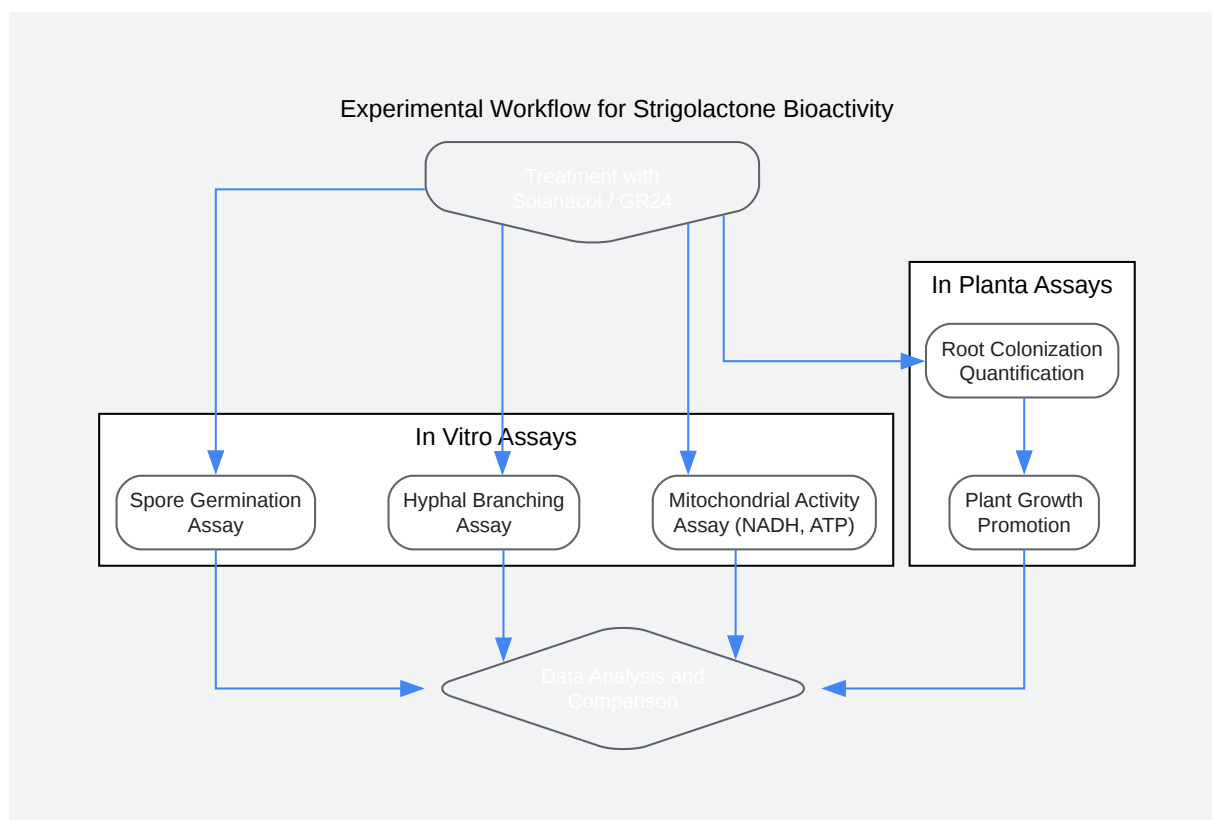 Experimental Workflow for Strigolactone Bioactivity
Treatment with
Solanacol / GR24
In Planta Assays
Root Colonization
Quantification
In Vitro Assays
Spore Germination
Assay
Hyphal Branching
Assay
Mitochondrial Activity
Assay (NADH, ATP)
Plant Growth
Promotion
Data Analysis and
Comparison